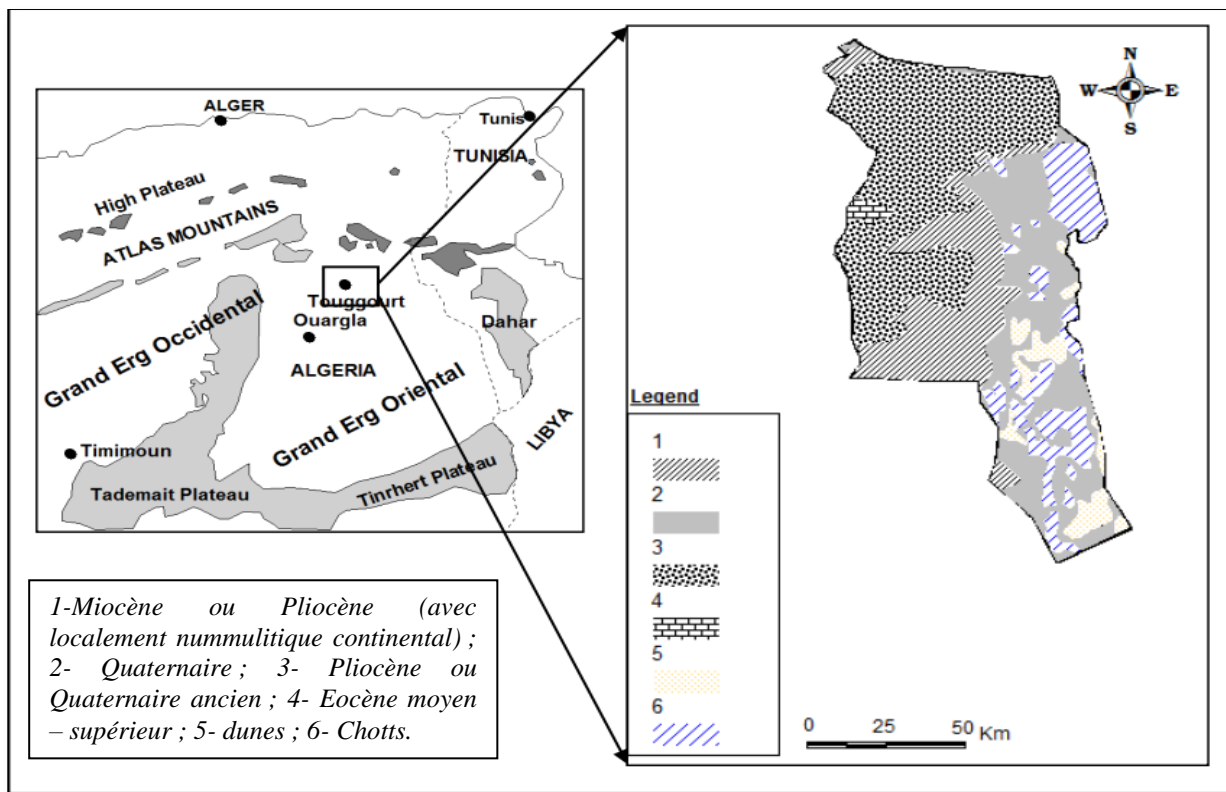 ALGER
Tunis
TUNISIA
High Plateau
ATLAS MOUNTAINS
Touggourt
Ouargla
Dahar
ALGERIA
Grand Erg Occidental
Grand Erg Oriental
LIBYA
Timimoun
Tademait Plateau
Tinrhert Plateau
1-Miocène ou Pliocène (avec
localement nummulitique continental) ;
2- Quaternaire ; 3- Pliocène ou
Quaternaire ancien ; 4- Eocène moyen
– supérieur ; 5- dunes ; 6- Chotts.
N
W E
S
Legend
1
2
3
4
5
6
0 25 50 Km